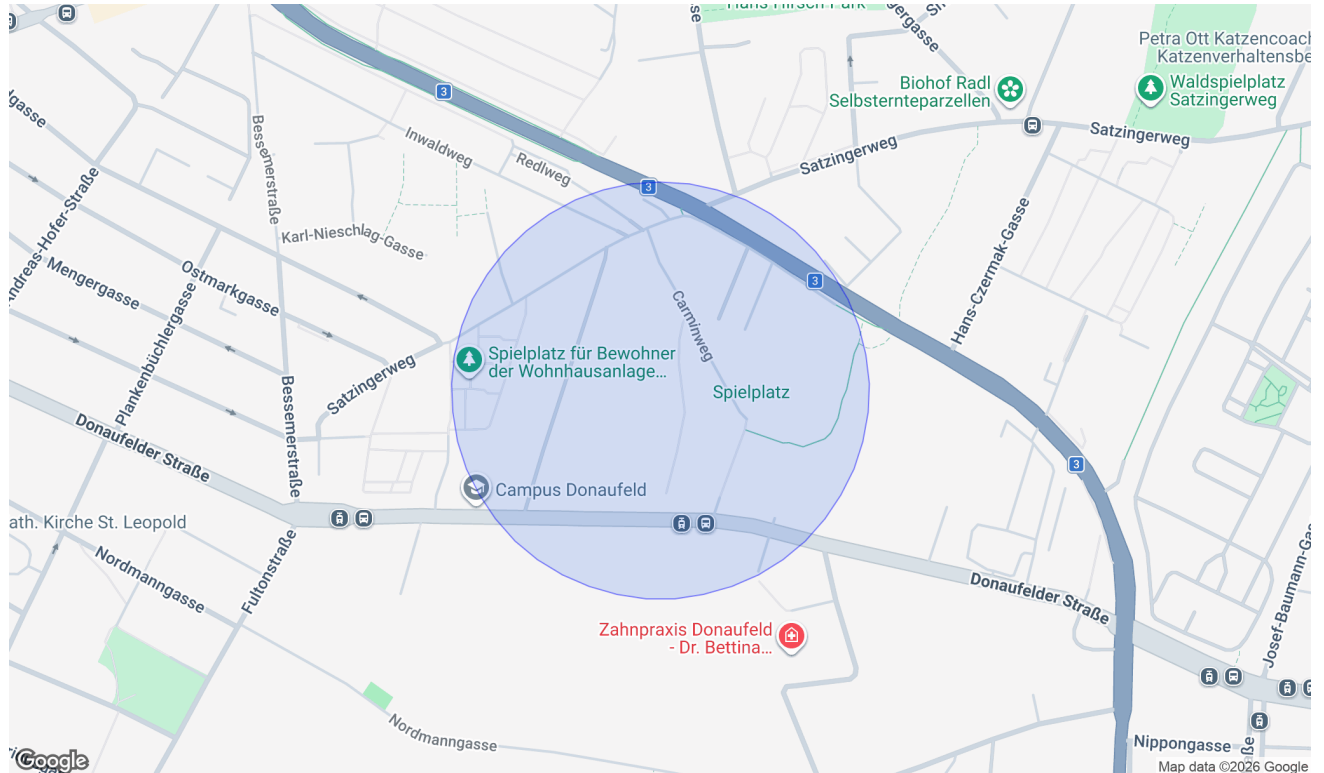 Hans Hirsch Park
Petra Ott Katzencoach
Katzenverhaltensbe
3
Biohof Radl
Selbsternteparzellen
Waldspielplatz
Satzingerweg
Satzingerweg
Satzingerweg
Inwaldweg
Redlweg
Bessemerstraße
3
Karl-Nieschlag-Gasse
Andreas-Hofer-Straße
Mengergasse
Ostmarkgasse
Plankenbüchlergasse
Hans-Czermak-Gasse
3
Carminweg
Spielplatz für Bewohner
der Wohnhausanlage...
Satzingerweg
Spielplatz
Bessemerstraße
Donaufelder Straße
3
Campus Donaufeld
ath. Kirche St. Leopold
Nordmanngasse
Fultonstraße
Donaufelder Straße
Josef-Baumann-Gas
Zahnpraxis Donaufeld
- Dr. Bettina...
Nordmanngasse
Nippongasse
Google
Map data ©2026 Google